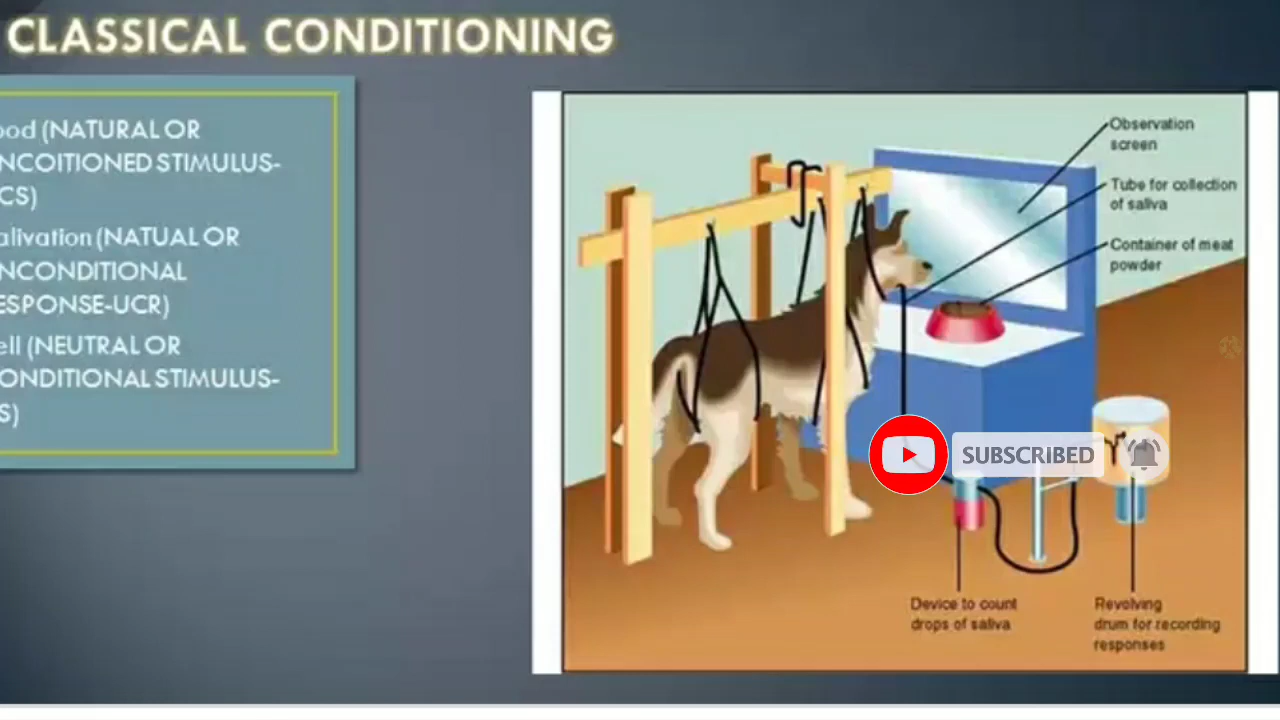 CLASSICAL CONDITIONING
ood (NATURAL OR
NCOITIONED STIMULUS-
CS)
alivation (NATUAL OR
NCONDITIONAL
ESPONSE-UCR)
ell (NEUTRAL OR
ONDITIONAL STIMULUS-
S)
Observation
screen
Tube for collection
of saliva
Container of meat
powder
SUBSCRIBED
Device to count
drops of saliva
Revolving
drum for recording
responses